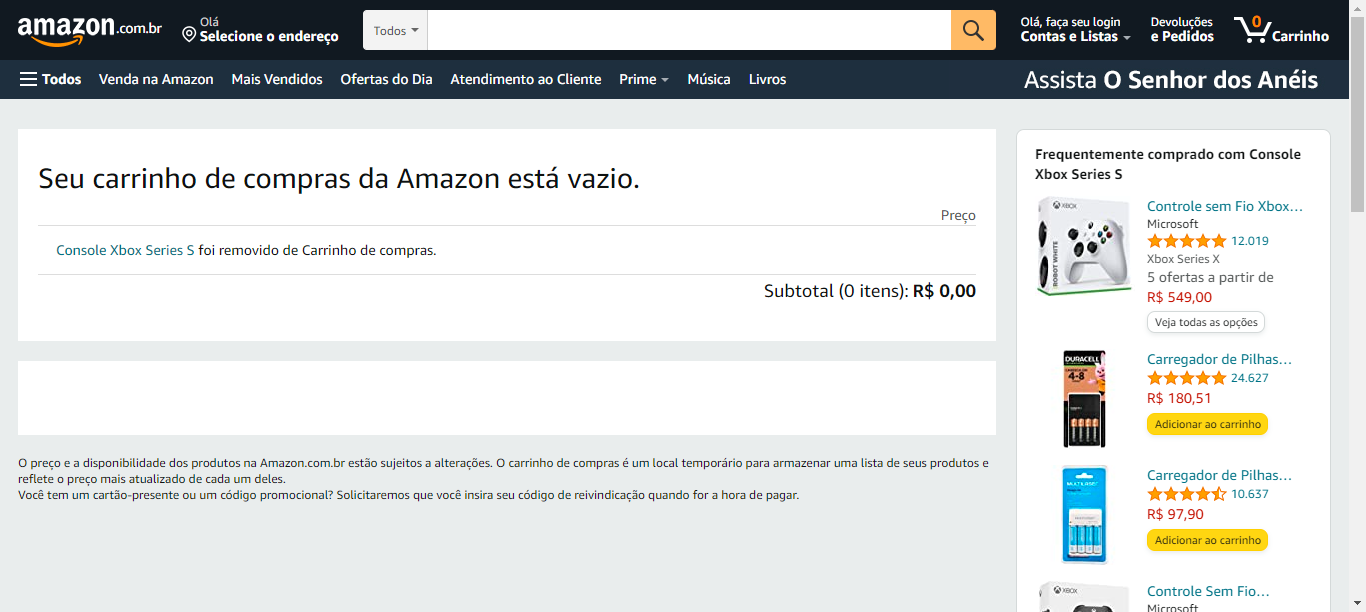 amazon.com.br
Olá
Selecione o endereço
Todos
Olá, faça seu login
Contas e Listas
Devoluções
e Pedidos
0
Carrinho
Todos
Venda na Amazon
Mais Vendidos
Ofertas do Dia
Atendimento ao Cliente
Prime
Música
Livros
Assista O Senhor dos Anéis
Seu carrinho de compras da Amazon está vazio.
Preço
Console Xbox Series S foi removido de Carrinho de compras.
Subtotal (0 itens): R$ 0,00
O preço e a disponibilidade dos produtos na Amazon.com.br estão sujeitos a alterações. O carrinho de compras é um local temporário para armazenar uma lista de seus produtos e
reflete o preço mais atualizado de cada um deles.
Você tem um cartão-presente ou um código promocional? Solicitaremos que você insira seu código de reivindicação quando for a hora de pagar.
Frequentemente comprado com Console
Xbox Series S
XBOX
ROBOT WHITE
Controle sem Fio Xbox…
Microsoft
12.019
Xbox Series X
5 ofertas a partir de
R$ 549,00
Veja todas as opções
DURACELL
4-8
Carregador de Pilhas…
24.627
R$ 180,51
Adicionar ao carrinho
MULTILASER
Carregador de Pilhas…
10.637
R$ 97,90
Adicionar ao carrinho
XBOX
Controle Sem Fio…
Microsoft